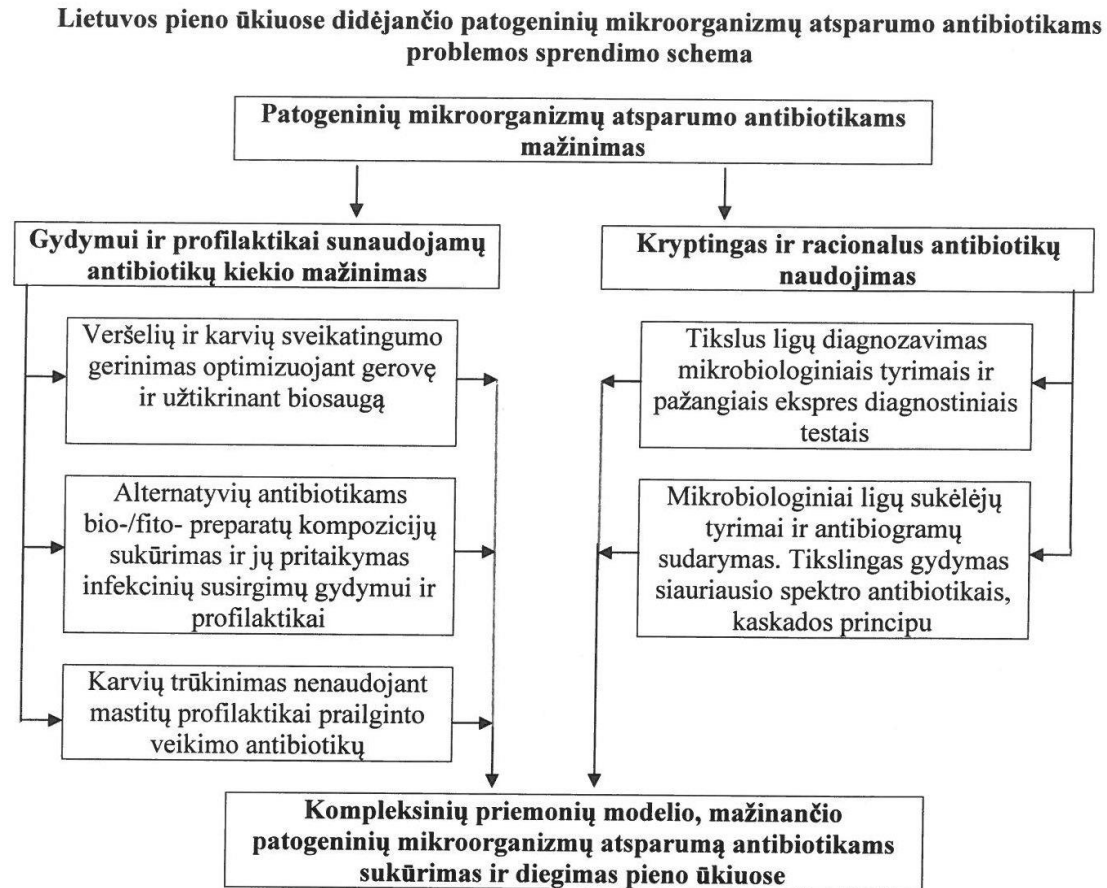 Lietuvos pieno ūkiuose didėjančio patogeninių mikroorganizmų atsparumo antibiotikams
problemos sprendimo schema
Patogeninių mikroorganizmų atsparumo antibiotikams
mažinimas
Gydymui ir profilaktikai sunaudojamų
antibiotikų kiekio mažinimas
Veršelių ir karvių sveikatingumo
gerinimas optimizuojant gerovę
ir užtikrinant biosaugą
Alternatyvių antibiotikams
bio-/fito- preparatų kompozicijų
sukūrimas ir jų pritaikymas
infekcinių susirgimų gydymui ir
profilaktikai
Karvių trūkinimas nenaudojant
mastitų profilaktikai prailginto
veikimo antibiotikų
Kryptingas ir racionalus antibiotikų
naudojimas
Tikslus ligų diagnozavimas
mikrobiologiniais tyrimais ir
pažangiais ekspres diagnostiniais
testais
Mikrobiologiniai ligų sukėlėjų
tyrimai ir antibiogramų
sudarymas. Tikslingas gydymas
siauriausio spektro antibiotikais,
kaskados principu
Kompleksinių priemonių modelio, mažinančio
patogeninių mikroorganizmų atsparumą antibiotikams
sukūrimas ir diegimas pieno ūkiuose